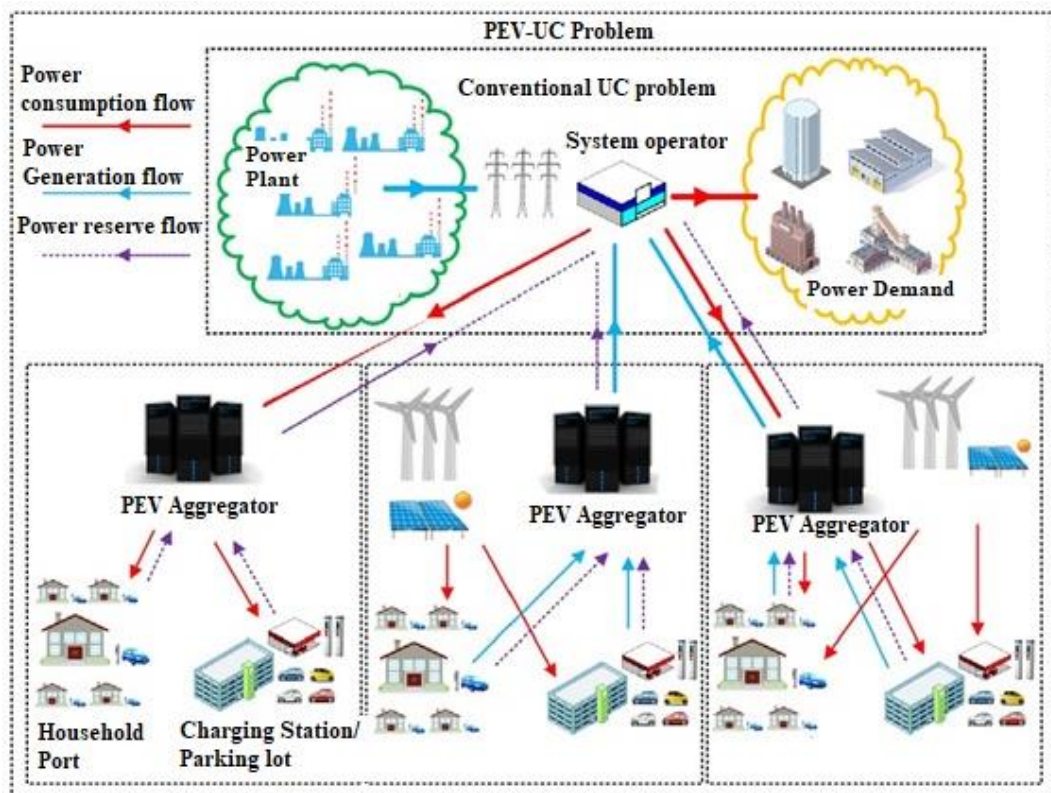 PEV-UC Problem
Power
consumption flow
Power
Generation flow
Power reserve flow
Conventional UC problem
Power
Plant
System operator
Power Demand
PEV Aggregator
PEV Aggregator
PEV Aggregator
Household
Port
Charging Station/
Parking lot